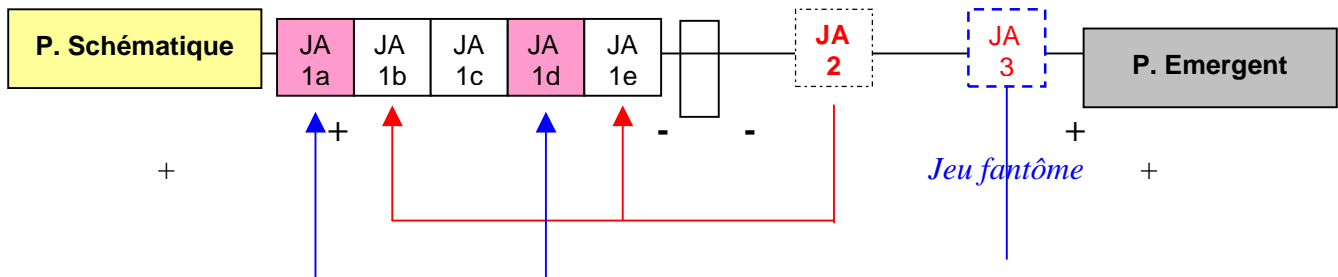 P. Schématique
JA
1a
JA
1b
JA
1c
JA
1d
JA
1e
JA
2
JA
3
P. Emergent
+
-
-
+
+
Jeu fantôme
+